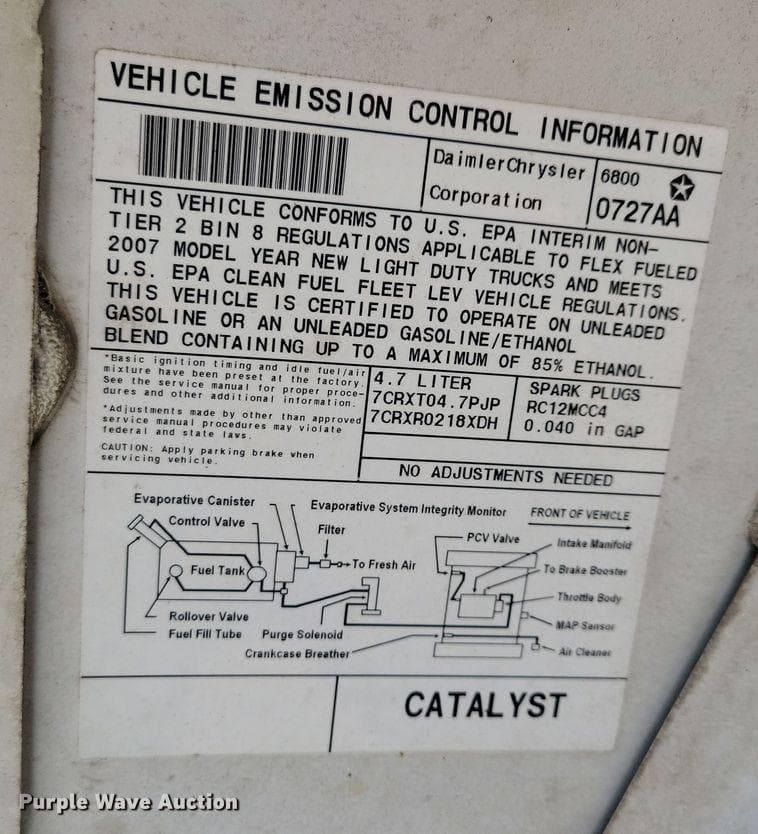 VEHICLE EMISSION CONTROL INFORMATION
DaimlerChrysler
Corporation
6800
0727AA
THIS VEHICLE CONFORMS TO U.S. EPA INTERIM NON-
TIER 2 BIN 8 REGULATIONS APPLICABLE TO FLEX FUELED
2007 MODEL YEAR NEW LIGHT DUTY TRUCKS AND MEETS
U.S. EPA CLEAN FUEL FLEET LEV VEHICLE REGULATIONS.
THIS VEHICLE IS CERTIFIED TO OPERATE ON UNLEADED
GASOLINE OR AN UNLEADED GASOLINE/ETHANOL
BLEND CONTAINING UP TO A MAXIMUM OF 85% ETHANOL.
*Basic ignition timing and idle fuel/air
mixture have been preset at the factory.
See the service manual for proper proce-
dures and other additional information.
*Adjustments made by other than approved
service manual procedures may violate
federal and state laws.
CAUTION: Apply parking brake when
servicing vehicle.
4.7 LITER
7CRXT04.7PJP
7CRXR0218XDH
SPARK PLUGS
RC12MCC4
0.040 in GAP
NO ADJUSTMENTS NEEDED
Evaporative Canister
Control Valve
Evaporative System Integrity Monitor
Filter
FRONT OF VEHICLE
PCV Valve
Intake Manifold
Fuel Tank
To Fresh Air
To Brake Booster
Throttle Body
Rollover Valve
MAP Sensor
Fuel Fill Tube
Purge Solenoid
Crankcase Breather
Air Cleaner
CATALYST
Purple Wave Auction